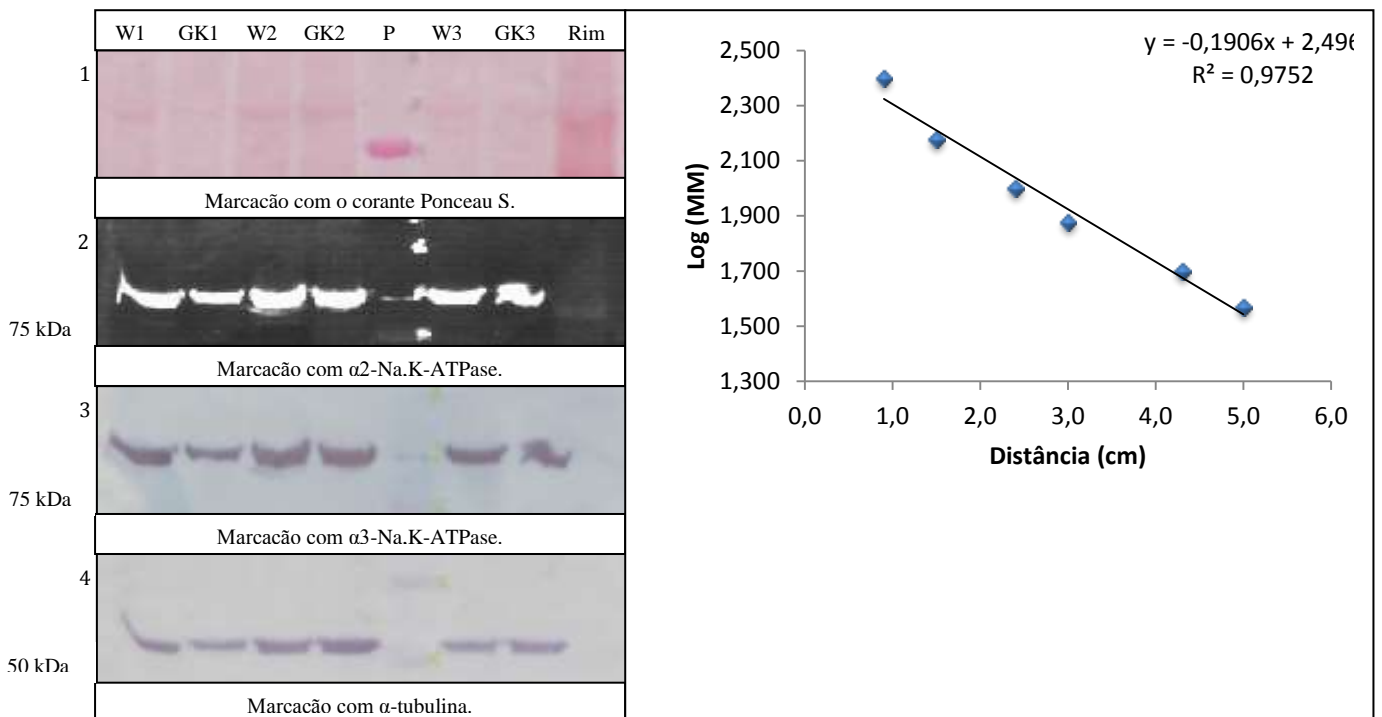 W1 GK1 W2 GK2 P W3 GK3 Rim
1
Marcacão com o corante Ponceau S.
2
75 kDa
Marcacão com α2-Na.K-ATPase.
3
75 kDa
Marcacão com α3-Na.K-ATPase.
4
50 kDa
Marcacão com α-tubulina.
y = -0,1906x + 2,496
R² = 0,9752
Log (MM)
2,500
2,300
2,100
1,900
1,700
1,500
1,300
0,0 1,0 2,0 3,0 4,0 5,0 6,0
Distância (cm)